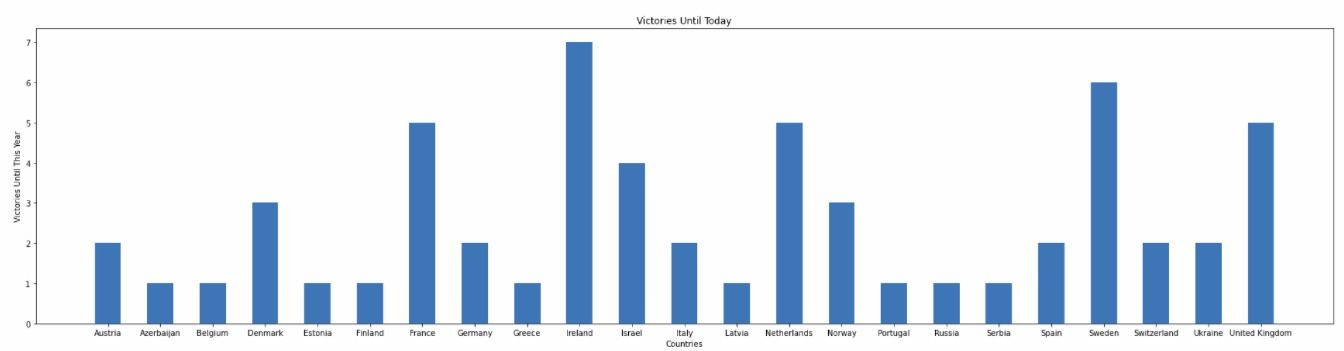 Victories Until Today
Victories Until This Year
7
6
5
4
3
2
1
0
Austria Azerbaijan Belgium Denmark Estonia Finland France Germany Greece Ireland Israel Italy Latvia Netherlands Norway Portugal Russia Serbia Spain Sweden Switzerland Ukraine United Kingdom
Countries